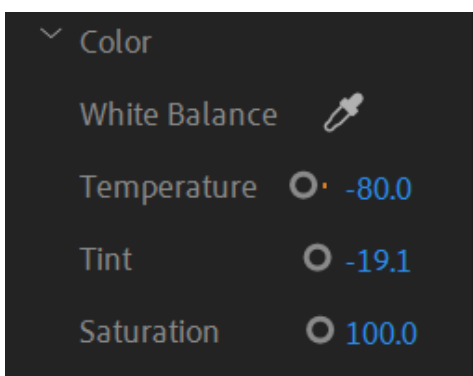 Color
White Balance
Temperature -80.0
Tint -19.1
Saturation 100.0